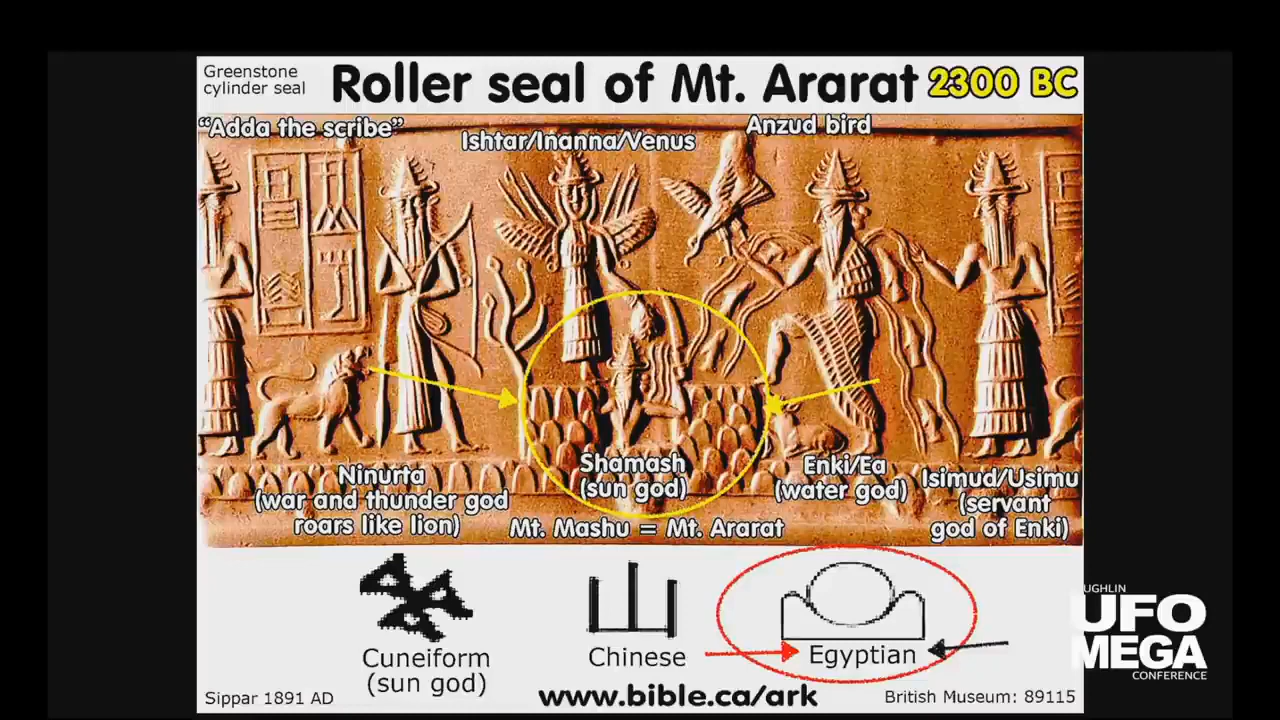 Greenstone
cylinder seal
Roller seal of Mt. Ararat 2300 BC
"Adda the scribe"
Ishtar/Inanna/Venus
Anzud bird
Ninurta
(war and thunder god
roars like lion)
Shamash
(sun god)
Enki/Ea
(water god)
Isimud/Usimu
(servant
god of Enki)
Mt. Mashu = Mt. Ararat
山
Cuneiform
(sun god)
Chinese
Egyptian
Sippar 1891 AD
www.bible.ca/ark
British Museum: 89115
UGHLIN
UFO
MEGA
CONFERENCE